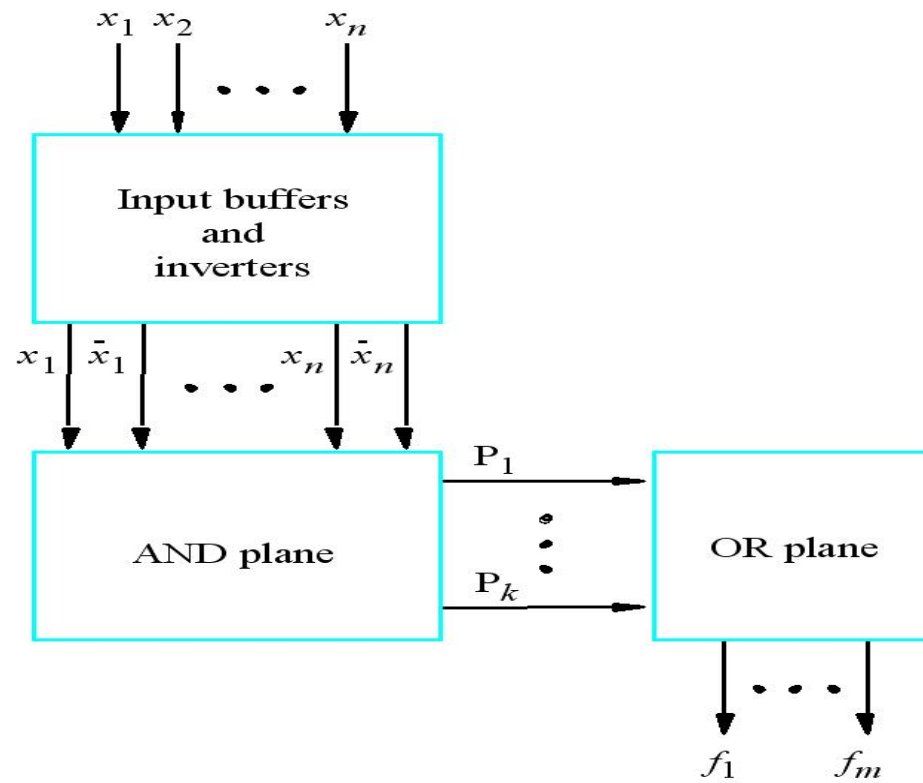 x1 x2 xn
Input buffers
and
inverters
x1 x̄1 xn x̄n
P1
AND plane
OR plane
Pk
f1 fm